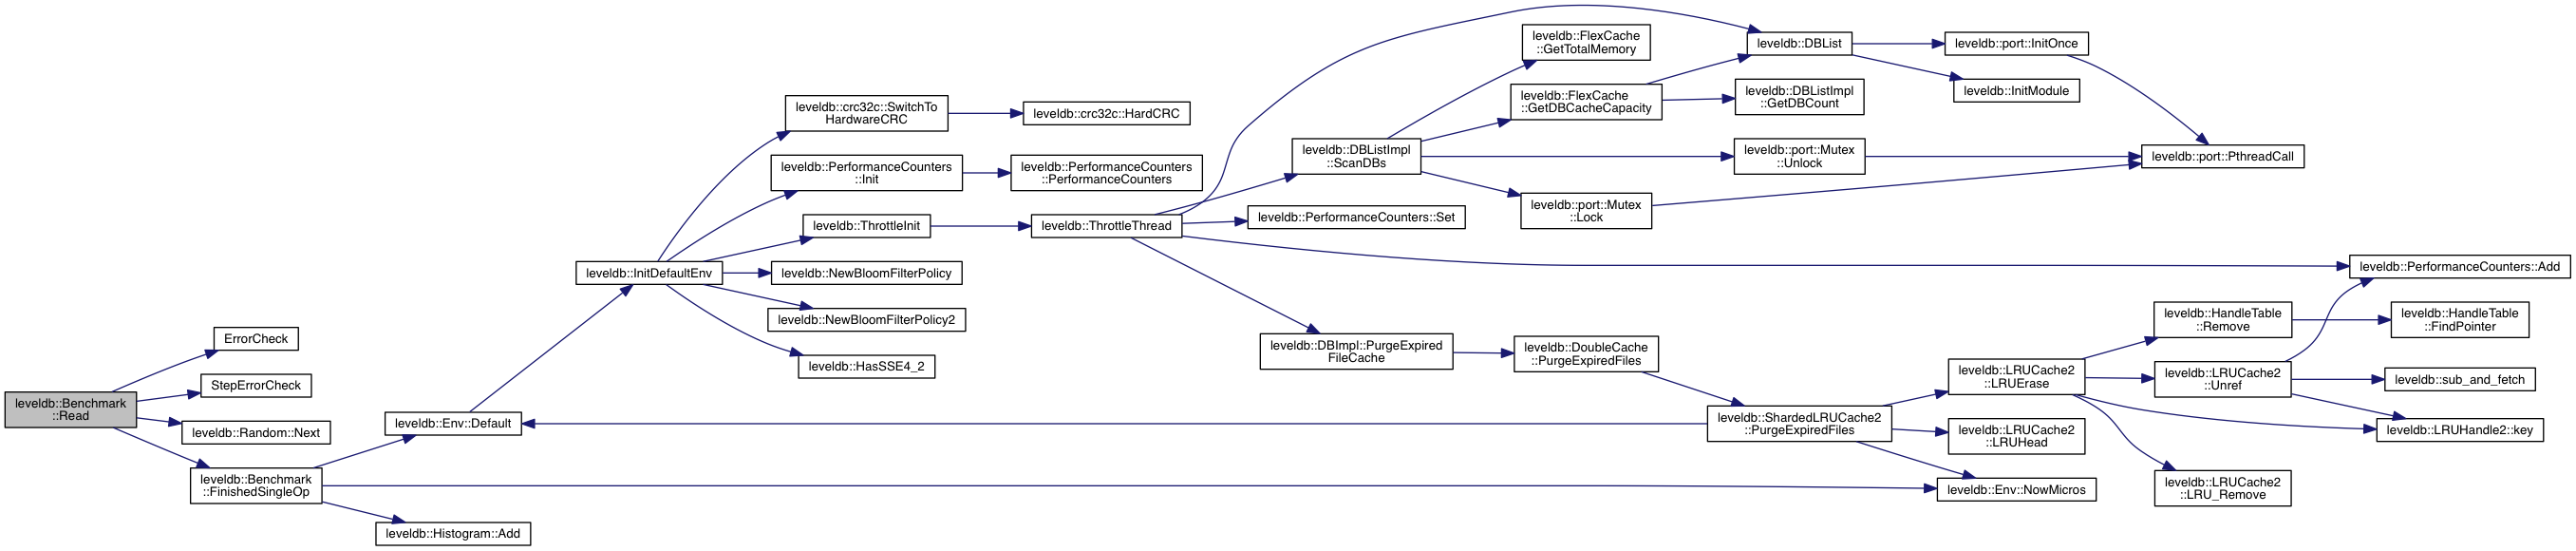 leveldb::Benchmark
::Read
ErrorCheck
StepErrorCheck
leveldb::Random::Next
leveldb::Benchmark
::FinishedSingleOp
leveldb::Env::Default
leveldb::Histogram::Add
leveldb::InitDefaultEnv
leveldb::crc32c::SwitchTo
HardwareCRC
leveldb::PerformanceCounters
::Init
leveldb::ThrottleInit
leveldb::NewBloomFilterPolicy
leveldb::NewBloomFilterPolicy2
leveldb::HasSSE4_2
leveldb::crc32c::HardCRC
leveldb::PerformanceCounters
::PerformanceCounters
leveldb::ThrottleThread
leveldb::DBListImpl
::ScanDBs
leveldb::PerformanceCounters::Set
leveldb::DBImpl::PurgeExpired
FileCache
leveldb::FlexCache
::GetTotalMemory
leveldb::FlexCache
::GetDBCacheCapacity
leveldb::port::Mutex
::Lock
leveldb::DoubleCache
::PurgeExpiredFiles
leveldb::DBList
leveldb::DBListImpl
::GetDBCount
leveldb::port::Mutex
::Unlock
leveldb::ShardedLRUCache2
::PurgeExpiredFiles
leveldb::port::InitOnce
leveldb::InitModule
leveldb::LRUCache2
::LRUErase
leveldb::LRUCache2
::LRUHead
leveldb::Env::NowMicros
leveldb::port::PthreadCall
leveldb::HandleTable
::Remove
leveldb::LRUCache2
::Unref
leveldb::LRUCache2
::LRU_Remove
leveldb::PerformanceCounters::Add
leveldb::HandleTable
::FindPointer
leveldb::sub_and_fetch
leveldb::LRUHandle2::key